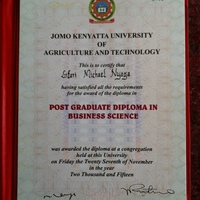 JOMO KENYATTA UNIVERSITY
OF
AGRICULTURE AND TECHNOLOGY
This is to certify that
Michael
having satisfied all the requirements
for the award of the diploma in
POST GRADUATE DIPLOMA IN
BUSINESS SCIENCE
was awarded the diploma at a congregation
held at this University
on Friday the Twenty Seventh of November
in the year
Two Thousand and Fifteen